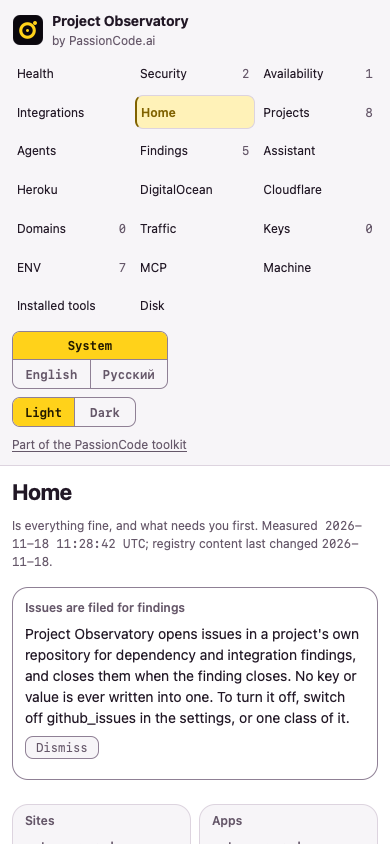 Project Observatory
by PassionCode.ai
Health
Security 2
Availability 1
Integrations
Home
Projects 8
Agents
Findings 5
Assistant
Heroku
DigitalOcean
Cloudflare
Domains 0
Traffic
Keys 0
ENV 7
MCP
Machine
Installed tools
Disk
System
English
Русский
Light
Dark
Part of the PassionCode toolkit
Home
Is everything fine, and what needs you first. Measured 2026-
11-18 11:28:42 UTC; registry content last changed 2026-
11-18.
Issues are filed for findings
Project Observatory opens issues in a project's own
repository for dependency and integration findings,
and closes them when the finding closes. No key or
value is ever written into one. To turn it off, switch
off github_issues in the settings, or one class of it.
Dismiss
Sites
Apps